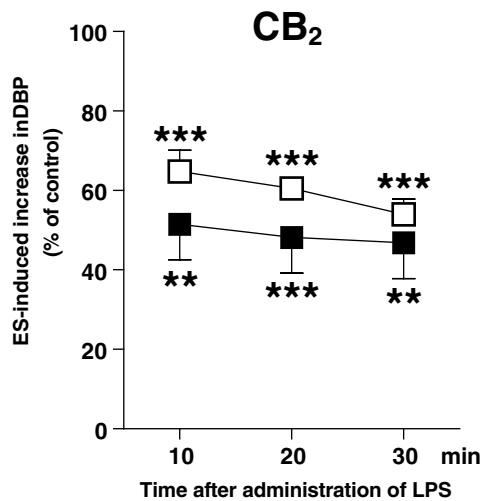 CB₂
ES-induced increase inDBP
(% of control)
100
80
60
40
20
0
***
***
***
**
***
**
10 20 30 min
Time after administration of LPS